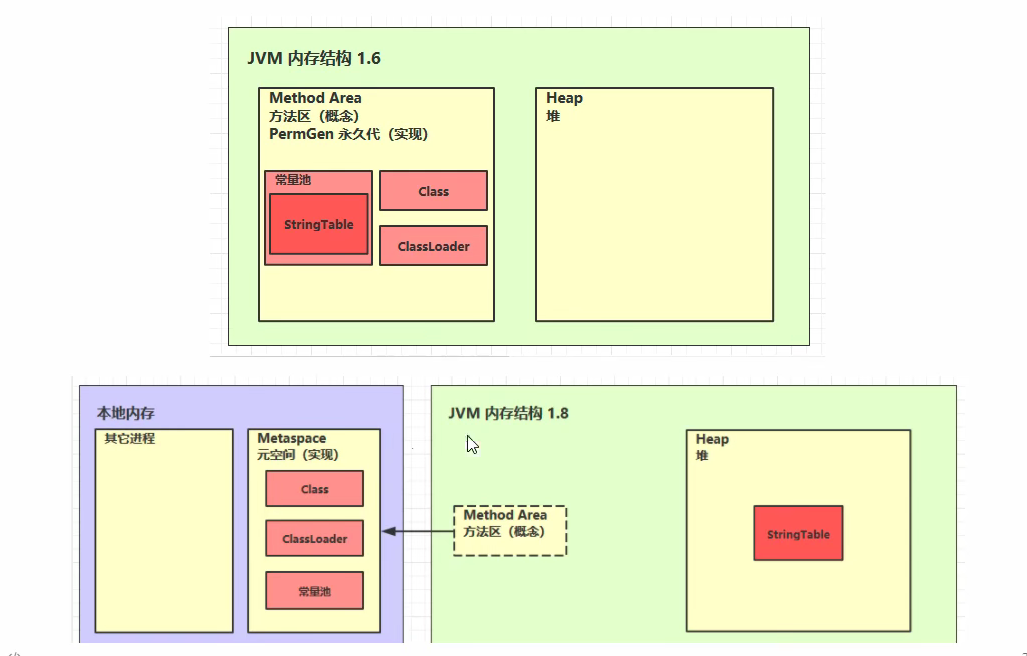 JVM 内存结构 1.6
Method Area
方法区（概念）
PermGen 永久代（实现）
常量池
StringTable
Class
ClassLoader
Heap
堆
本地内存
其它进程
Metaspace
元空间（实现）
Class
ClassLoader
常量池
JVM 内存结构 1.8
Method Area
方法区（概念）
Heap
堆
StringTable